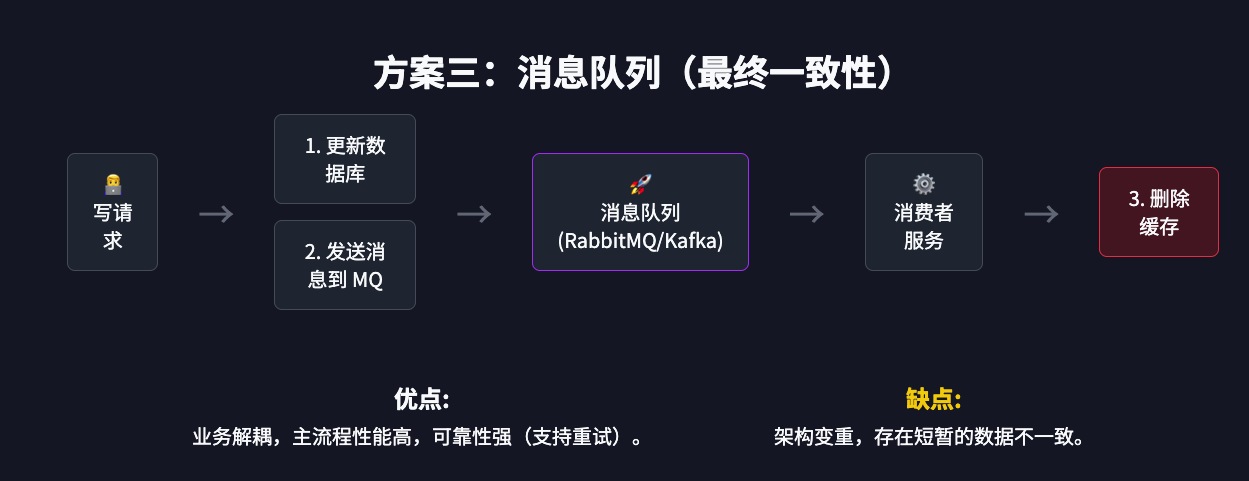 方案三：消息队列（最终一致性）
写请
求
1. 更新数
据库
2. 发送消
息到 MQ
消息队列
(RabbitMQ/Kafka)
消费者
服务
3. 删除
缓存
优点:
业务解耦，主流程性能高，可靠性强（支持重试）。
缺点:
架构变重，存在短暂的数据不一致。